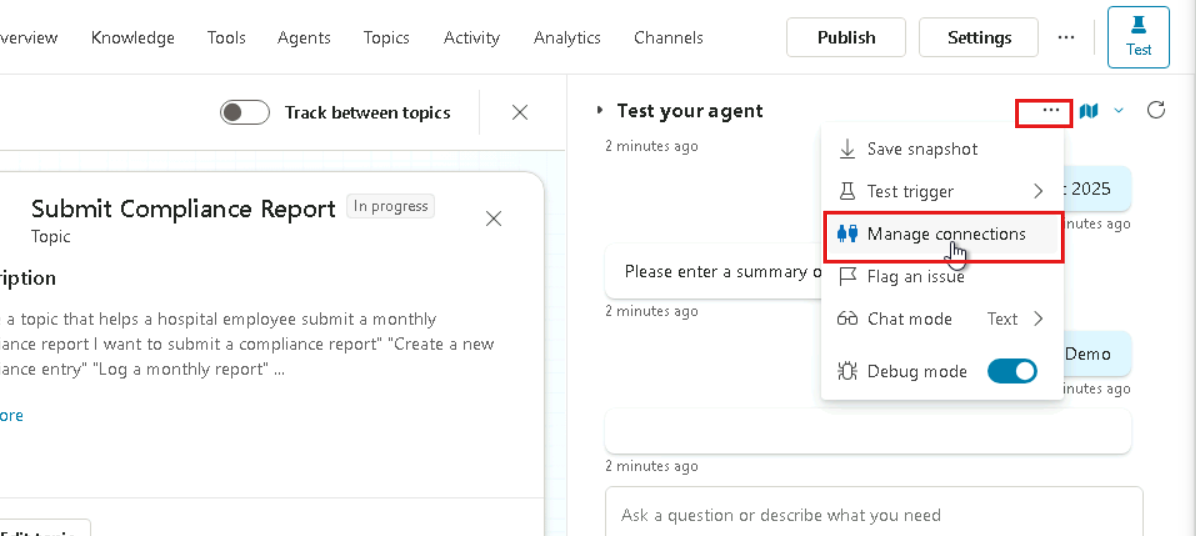 verview Knowledge Tools Agents Topics Activity Analytics Channels Publish Settings ... Test
Track between topics
Test your agent ...
2 minutes ago
Save snapshot
Test trigger
2025
nutes ago
Submit Compliance Report In progress
Topic
Manage connections
ription
Please enter a summary o
Flag an issue
2 minutes ago
a topic that helps a hospital employee submit a monthly
iance report I want to submit a compliance report" "Create a new
iance entry" "Log a monthly report" ...
Chat mode Text
Demo
Debug mode
inutes ago
ore
2 minutes ago
Ask a question or describe what you need